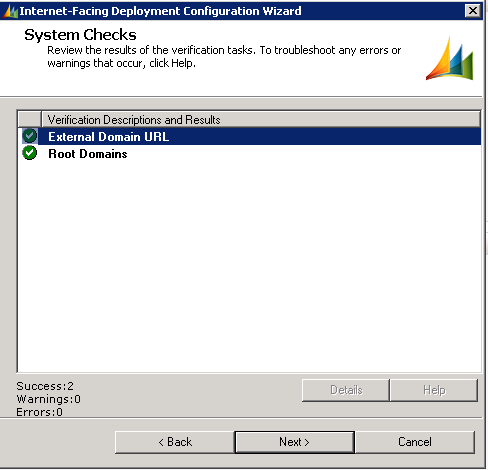 Internet-Facing Deployment Configuration Wizard
System Checks
Review the results of the verification tasks. To troubleshoot any errors or
warnings that occur, click Help.
Verification Descriptions and Results
External Domain URL
Root Domains
Success:2
Warnings:0
Errors:0
Details Help
< Back Next > Cancel